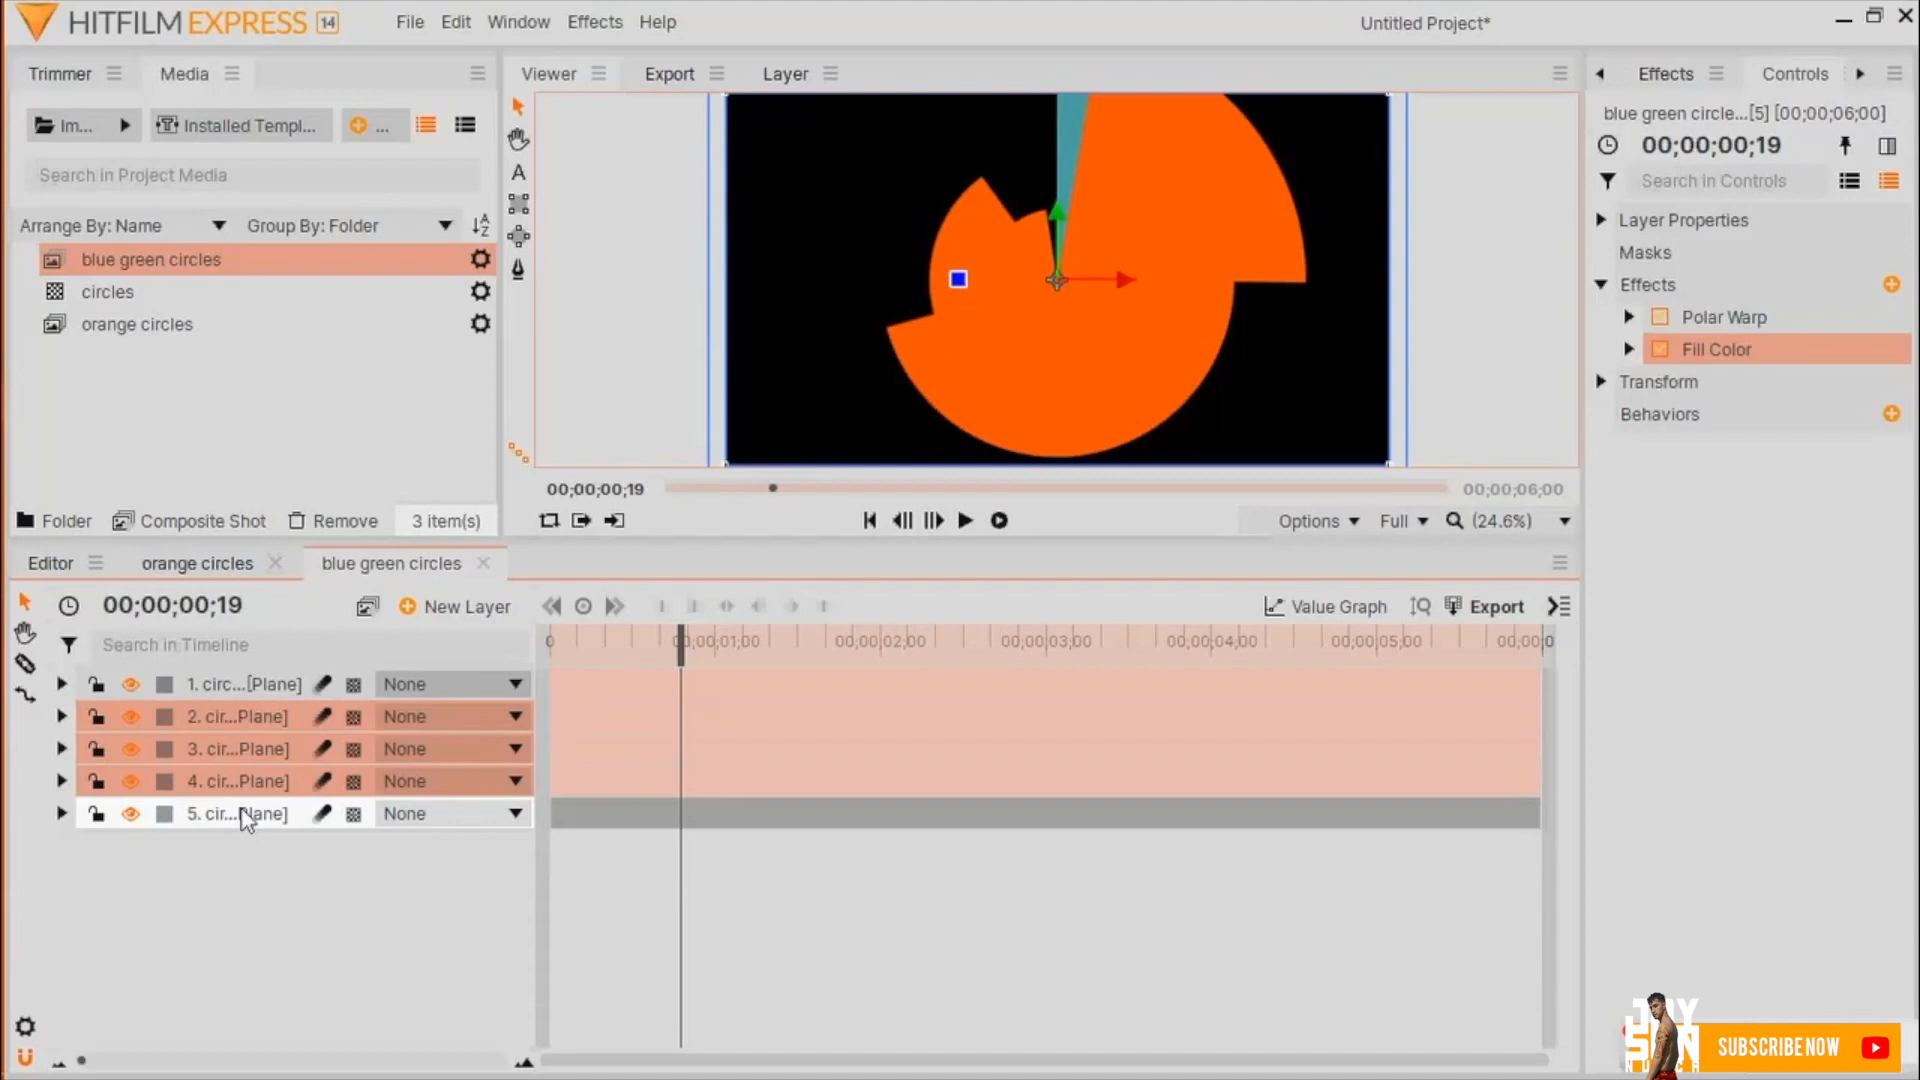 HITFILM EXPRESS 14 File Edit Window Effects Help Untitled Project*
Trimmer Media Viewer Export Layer Effects Controls
Im... Installed Templ... ...
Search in Project Media
Arrange By: Name Group By: Folder
blue green circles
circles
orange circles
Folder Composite Shot Remove 3 item(s)
A
00;00;00;19 00;00;06;00
Options Full (24.6%)
blue green circle...[5] [00;00;06;00]
00;00;00;19
Search in Controls
Layer Properties
Masks
Effects
Polar Warp
Fill Color
Transform
Behaviors
Editor orange circles blue green circles
00;00;00;19 New Layer Value Graph Export
Search in Timeline
0 00;00;01;00 00;00;02;00 00;00;03;00 00;00;04;00 00;00;05;00 00;00;0
1. circ...[Plane] None
2. cir...Plane] None
3. cir...Plane] None
4. cir...Plane] None
5. cir...Plane] None
SUBSCRIBE NOW